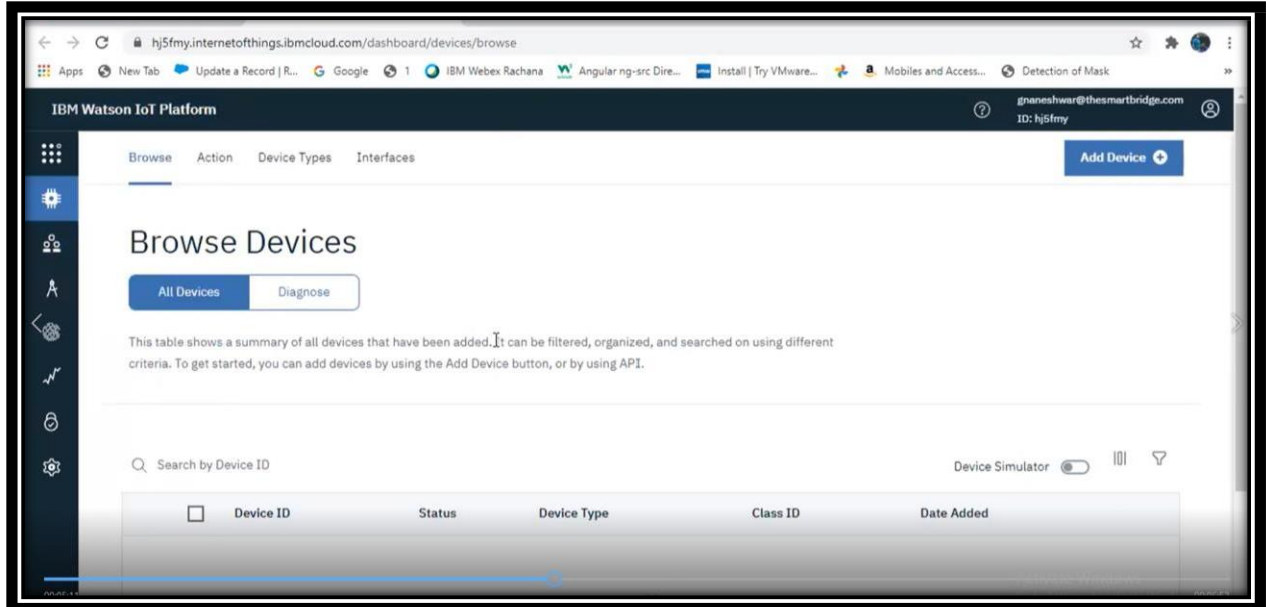 hj5fmy.internetofthings.ibmcloud.com/dashboard/devices/browse
Apps New Tab Update a Record | R... Google 1 IBM Webex Rachana Angular ng-src Dire... Install | Try VMware... Mobiles and Access... Detection of Mask »
IBM Watson IoT Platform
gnaneshwar@thesmartbridge.com
ID: hj5fmy
Browse Action Device Types Interfaces Add Device
Browse Devices
All Devices Diagnose
This table shows a summary of all devices that have been added. It can be filtered, organized, and searched on using different
criteria. To get started, you can add devices by using the Add Device button, or by using API.
Search by Device ID Device Simulator
Device ID Status Device Type Class ID Date Added